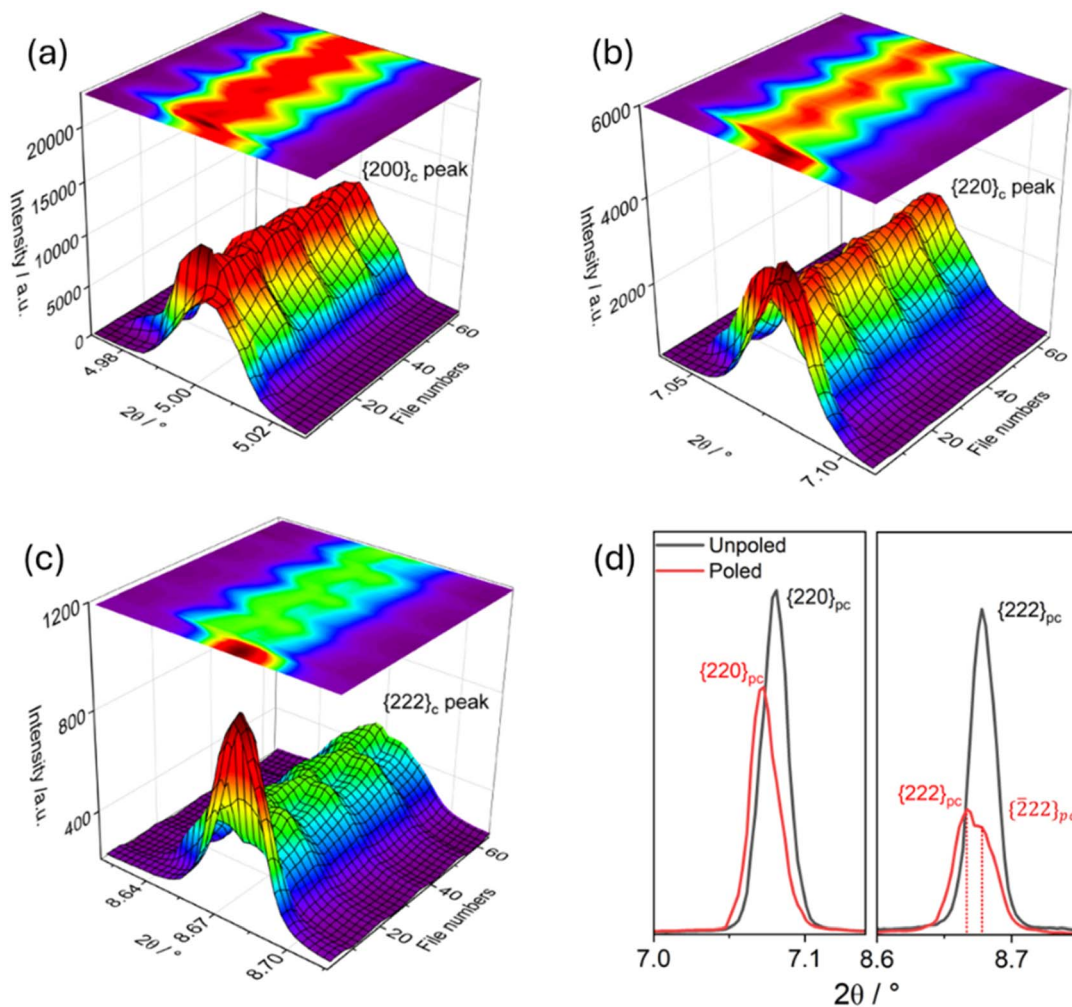 (a)
{200}c peak
Intensity / a.u.
20000
15000
10000
5000
0
4.98
5.00
5.02
2θ / °
20
40
60
File numbers
(b)
{220}c peak
Intensity / a.u.
6000
4000
2000
7.05
7.10
2θ / °
20
40
60
File numbers
(c)
{222}c peak
Intensity /a.u.
1200
800
400
8.64
8.67
8.70
2θ / °
20
40
60
File numbers
(d)
Unpoled
Poled
{220}pc
{220}pc
{222}pc
{222}pc
{2̄22}pc
7.0
7.1
8.6
8.7
2θ / °